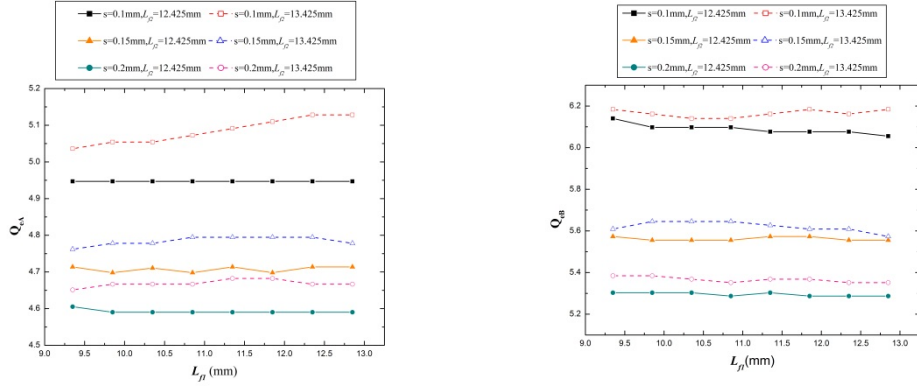 s=0.1mm,Lf2=12.425mm s=0.1mm,Lf2=13.425mm
s=0.15mm,Lf2=12.425mm s=0.15mm,Lf2=13.425mm
s=0.2mm,Lf2=12.425mm s=0.2mm,Lf2=13.425mm
5.2
5.1
5.0
4.9
4.8
4.7
4.6
4.5
QeA
9.0 9.5 10.0 10.5 11.0 11.5 12.0 12.5 13.0
Lf1 (mm)
s=0.1mm,Lf2=12.425mm s=0.1mm,Lf2=13.425mm
s=0.15mm,Lf2=12.425mm s=0.15mm,Lf2=13.425mm
s=0.2mm,Lf2=12.425mm s=0.2mm,Lf2=13.425mm
6.2
6.0
5.8
5.6
5.4
5.2
QeB
9.0 9.5 10.0 10.5 11.0 11.5 12.0 12.5 13.0
Lf1(mm)